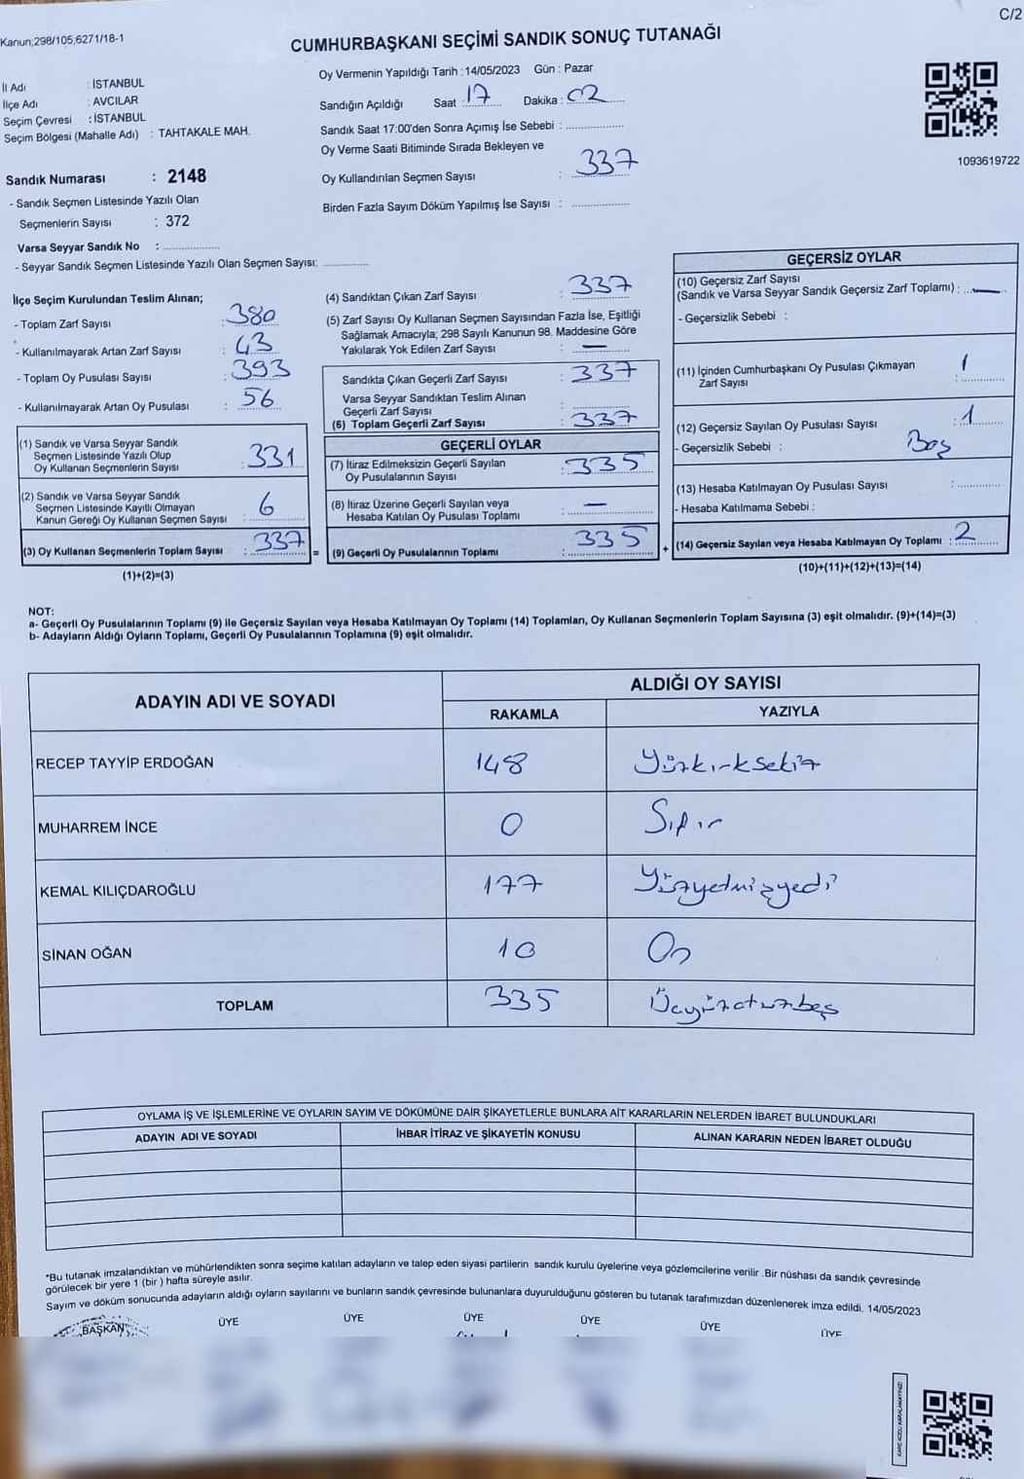 C/2
Kanun;298/105;6271/18-1
CUMHURBAŞKANI SEÇİMİ SANDIK SONUÇ TUTANAĞI
İl Adı : İSTANBUL
İlçe Adı : AVCILAR
Seçim Çevresi : İSTANBUL
Seçim Bölgesi (Mahalle Adı) : TAHTAKALE MAH.
Sandık Numarası : 2148
- Sandık Seçmen Listesinde Yazılı Olan
Seçmenlerin Sayısı : 372
Varsa Seyyar Sandık No : ..................
- Seyyar Sandık Seçmen Listesinde Yazılı Olan Seçmen Sayısı: ..............
Oy Vermenin Yapıldığı Tarih : 14/05/2023 Gün : Pazar
Sandığın Açıldığı Saat : 17 Dakika : 02
Sandık Saat 17:00'den Sonra Açımış İse Sebebi : ..................
Oy Verme Saati Bitiminde Sırada Bekleyen ve
Oy Kullandırılan Seçmen Sayısı : 337
Birden Fazla Sayım Döküm Yapılmış İse Sayısı : ..................
1093619722
İlçe Seçim Kurulundan Teslim Alınan;
- Toplam Zarf Sayısı : 380
- Kullanılmayarak Artan Zarf Sayısı : 43
- Toplam Oy Pusulası Sayısı : 393
- Kullanılmayarak Artan Oy Pusulası : 56
(1) Sandık ve Varsa Seyyar Sandık
Seçmen Listesinde Yazılı Olup
Oy Kullanan Seçmenlerin Sayısı : 331
(2) Sandık ve Varsa Seyyar Sandık
Seçmen Listesinde Kayıtlı Olmayan
Kanun Gereği Oy Kullanan Seçmen Sayısı : 6
(3) Oy Kullanan Seçmenlerin Toplam Sayısı : 337
(1)+(2)=(3)
(4) Sandıktan Çıkan Zarf Sayısı : 337
(5) Zarf Sayısı Oy Kullanan Seçmen Sayısından Fazla İse, Eşitliği
Sağlamak Amacıyla; 298 Sayılı Kanunun 98. Maddesine Göre
Yakılarak Yok Edilen Zarf Sayısı : —
Sandıkta Çıkan Geçerli Zarf Sayısı : 337
Varsa Seyyar Sandıktan Teslim Alınan
Geçerli Zarf Sayısı :
(6) Toplam Geçerli Zarf Sayısı : 337
GEÇERLİ OYLAR
(7) İtiraz Edilmeksizin Geçerli Sayılan
Oy Pusulalarının Sayısı : 335
(8) İtiraz Üzerine Geçerli Sayılan veya
Hesaba Katılan Oy Pusulası Toplamı : —
= (9) Geçerli Oy Pusulalarının Toplamı : 335 +
GEÇERSİZ OYLAR
(10) Geçersiz Zarf Sayısı
(Sandık ve Varsa Seyyar Sandık Geçersiz Zarf Toplamı) : —
- Geçersizlik Sebebi :
(11) İçinden Cumhurbaşkanı Oy Pusulası Çıkmayan
Zarf Sayısı : 1
(12) Geçersiz Sayılan Oy Pusulası Sayısı : 1
- Geçersizlik Sebebi : Boş
(13) Hesaba Katılmayan Oy Pusulası Sayısı :
- Hesaba Katılmama Sebebi :
(14) Geçersiz Sayılan veya Hesaba Katılmayan Oy Toplamı : 2
(10)+(11)+(12)+(13)=(14)
NOT:
a- Geçerli Oy Pusulalarının Toplamı (9) ile Geçersiz Sayılan veya Hesaba Katılmayan Oy Toplamı (14) Toplamları, Oy Kullanan Seçmenlerin Toplam Sayısına (3) eşit olmalıdır. (9)+(14)=(3)
b- Adayların Aldığı Oyların Toplamı, Geçerli Oy Pusulalarının Toplamına (9) eşit olmalıdır.
ADAYIN ADI VE SOYADI ALDIĞI OY SAYISI
RAKAMLA YAZIYLA
RECEP TAYYİP ERDOĞAN 148 Yüzkırksekiz
MUHARREM İNCE 0 Sıfır
KEMAL KILIÇDAROĞLU 177 Yüzyetmişyedi
SİNAN OĞAN 10 On
TOPLAM 335 Üçyüzotuzbeş
OYLAMA İŞ VE İŞLEMLERİNE VE OYLARIN SAYIM VE DÖKÜMÜNE DAİR ŞİKAYETLERLE BUNLARA AİT KARARLARIN NELERDEN İBARET BULUNDUKLARI
ADAYIN ADI VE SOYADI İHBAR İTİRAZ VE ŞİKAYETİN KONUSU ALINAN KARARIN NEDEN İBARET OLDUĞU
*Bu tutanak imzalandıktan ve mühürlendikten sonra seçime katılan adayların ve talep eden siyasi partilerin sandık kurulu üyelerine veya gözlemcilerine verilir .Bir nüshası da sandık çevresinde
görülecek bir yere 1 (bir ) hafta süreyle asılır.
Sayım ve döküm sonucunda adayların aldığı oyların sayılarını ve bunların sandık çevresinde bulunanlara duyurulduğunu gösteren bu tutanak tarafımızdan düzenlenerek imza edildi. 14/05/2023
BAŞKAN ÜYE ÜYE ÜYE ÜYE ÜYE ÜYE